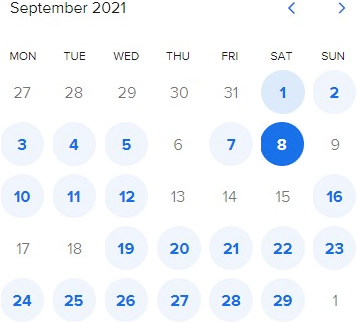 September 2021
MON TUE WED THU FRI SAT SUN
27 28 29 30 31 1 2
3 4 5 6 7 8 9
10 11 12 13 14 15 16
17 18 19 20 21 22 23
24 25 26 27 28 29 1